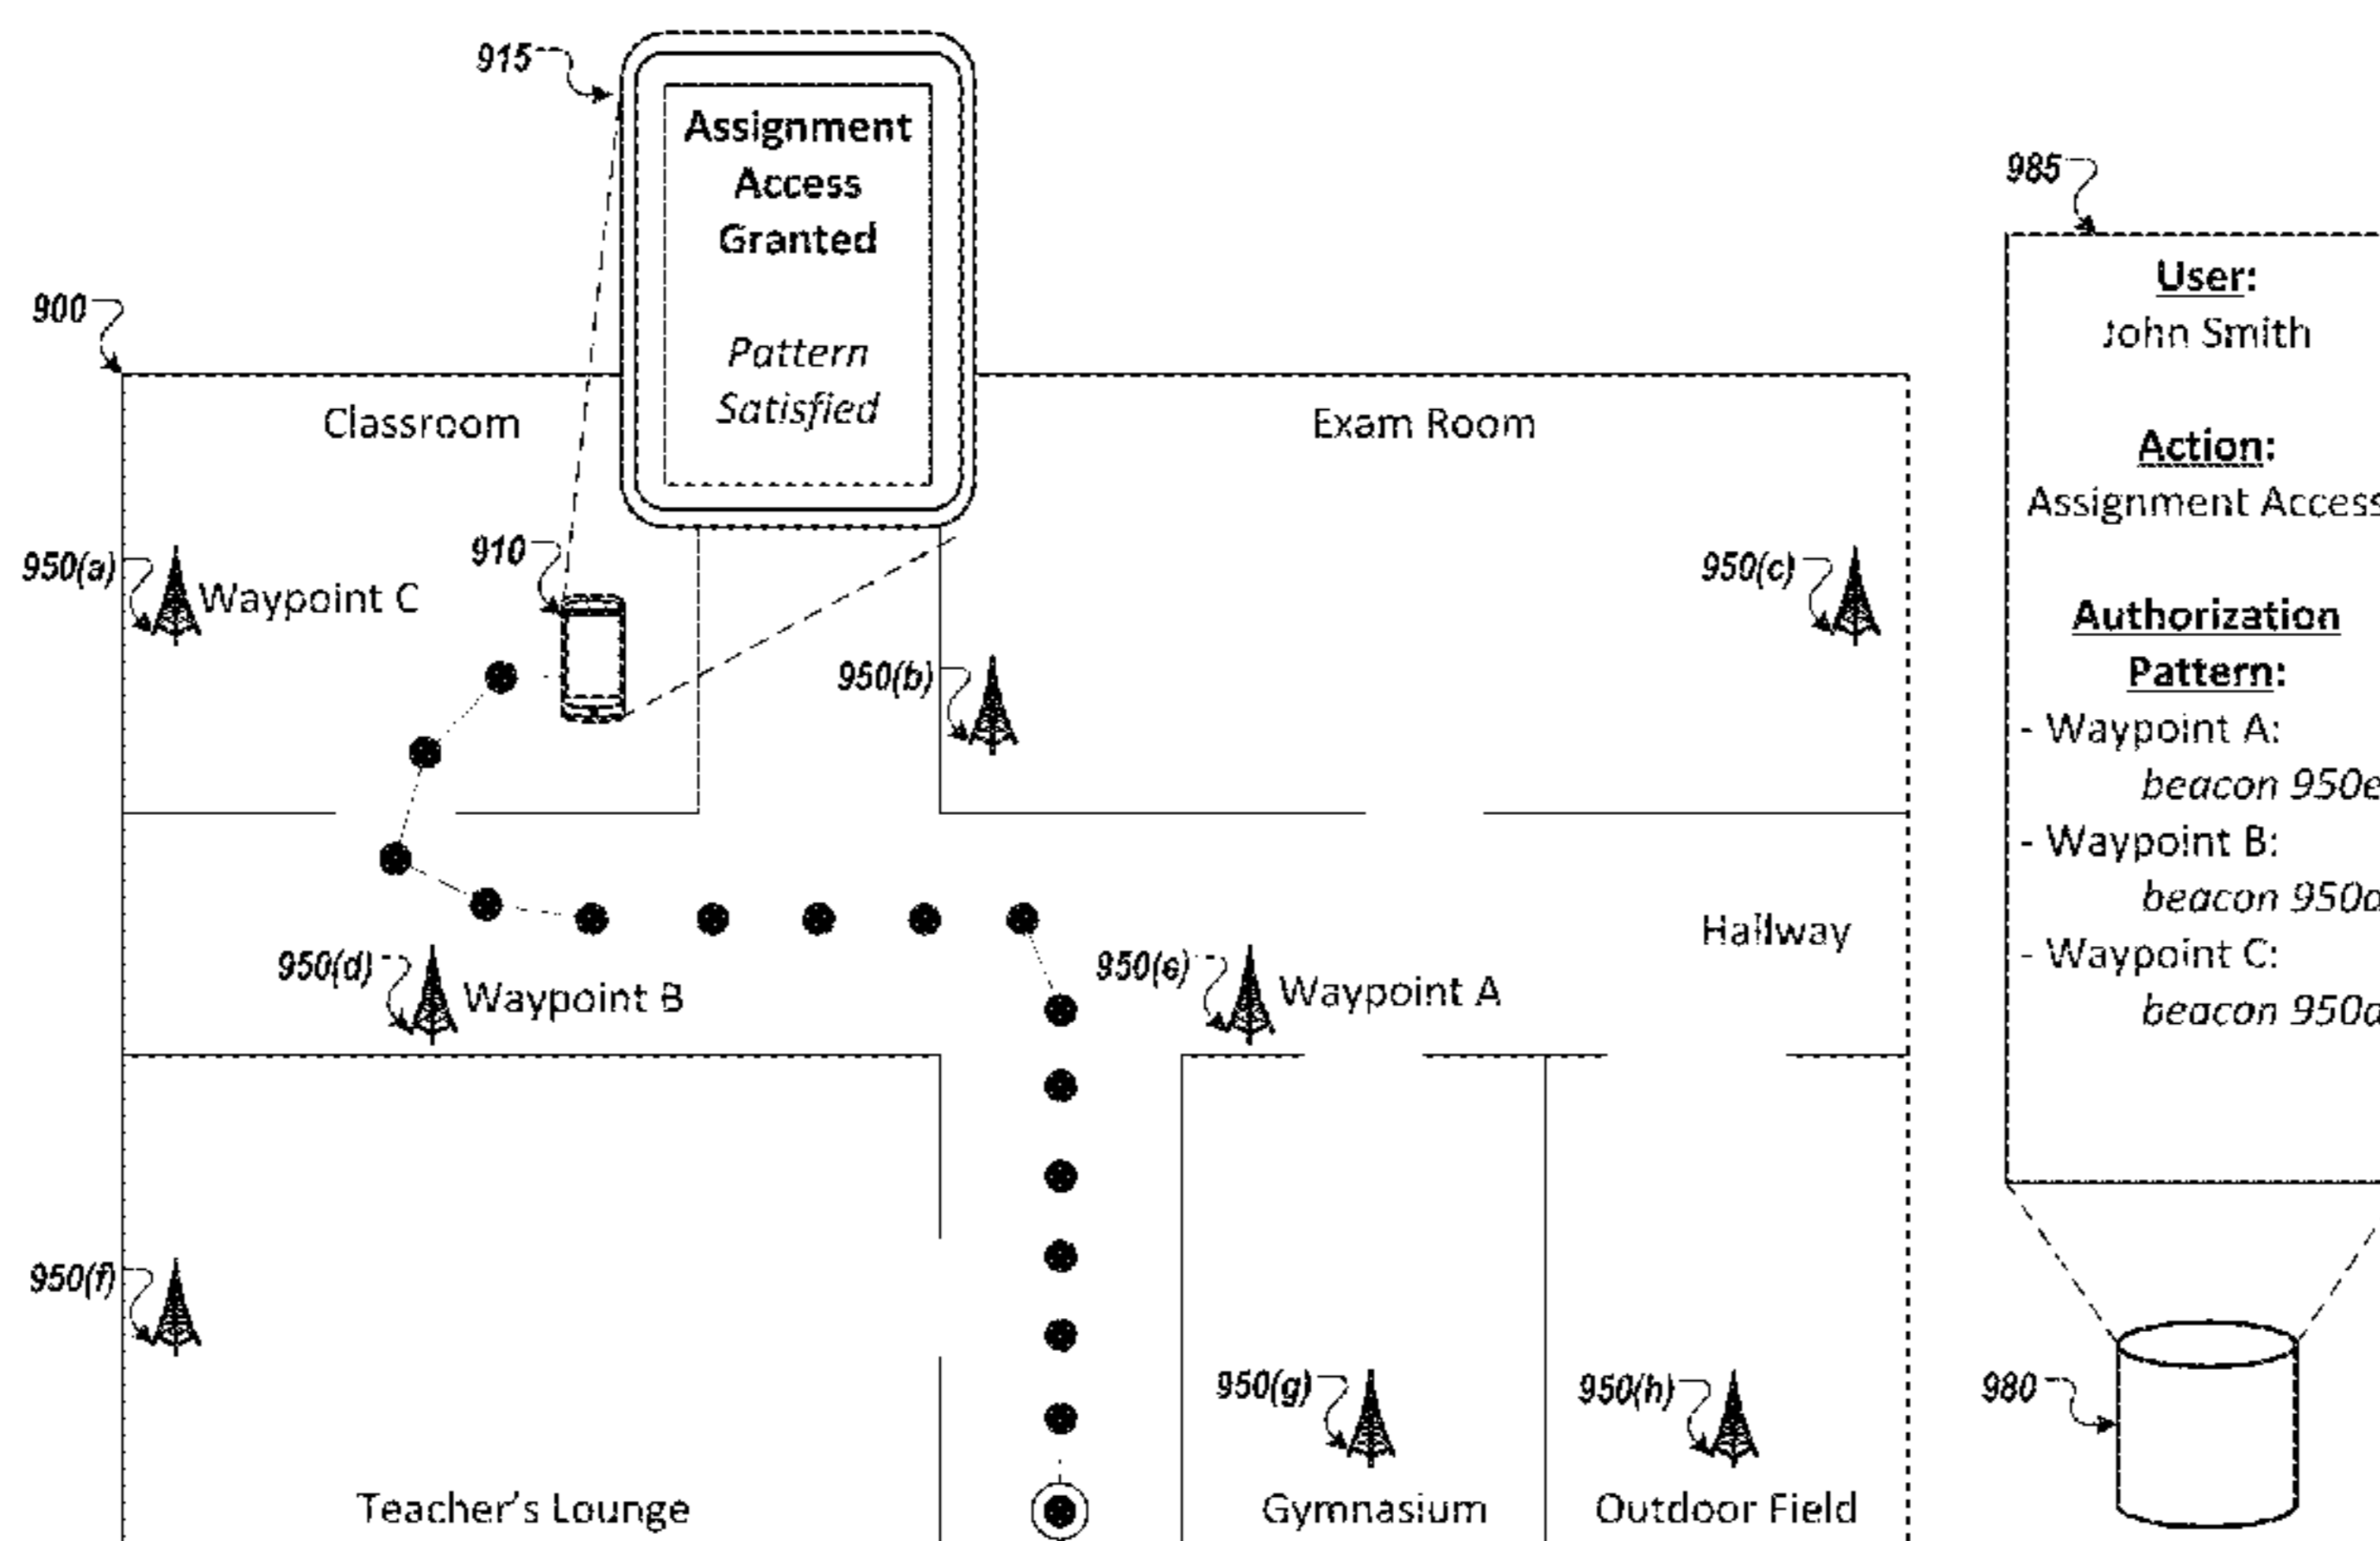 915
Assignment
Access
Granted
Pattern
Satisfied
985
User:
John Smith
Action:
Assignment Access
Authorization
Pattern:
- Waypoint A:
beacon 950e
- Waypoint B:
beacon
- Waypoint C:
beacon
900
Classroom
Exam Room
950(a)
Waypoint C
910
950(b)
950(c)
Hallway
950(d)
Waypoint B
950(e)
Waypoint A
950(f)
950(g)
950(h)
980
Teacher's Lounge
Gymnasium
Outdoor Field